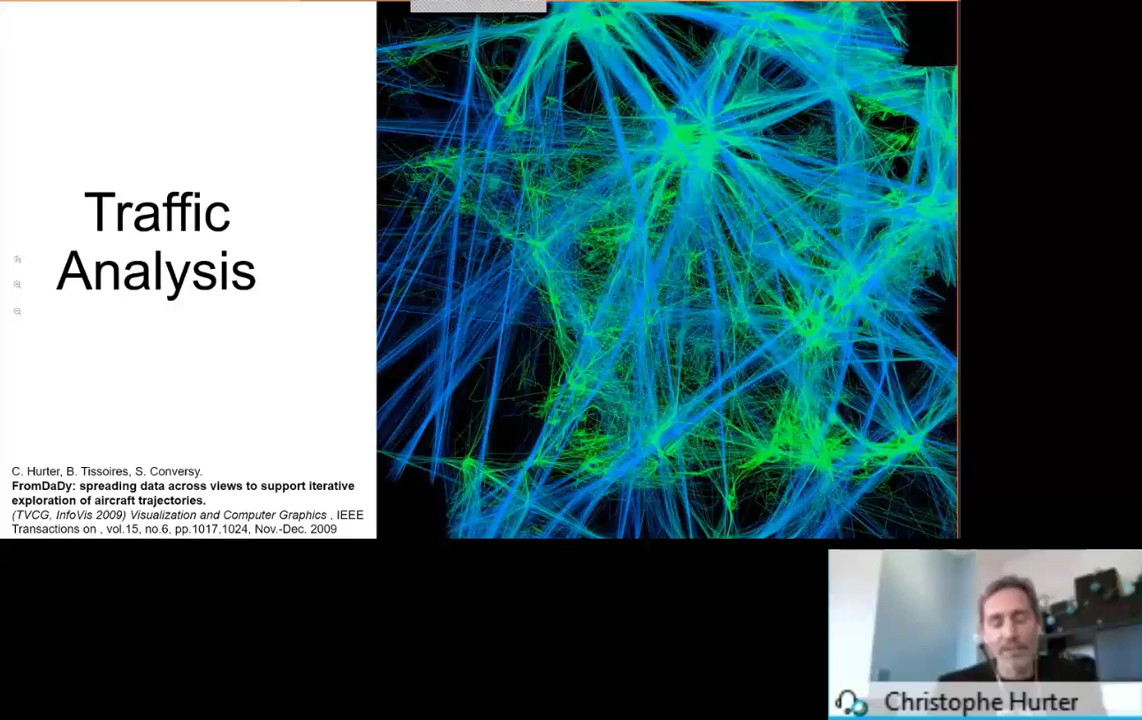 Traffic
Analysis
C. Hurter, B. Tissoires, S. Conversy.
FromDaDy: spreading data across views to support iterative
exploration of aircraft trajectories.
(TVCG, InfoVis 2009) Visualization and Computer Graphics , IEEE
Transactions on , vol.15, no.6, pp.1017,1024, Nov.-Dec. 2009
Christophe Hurter